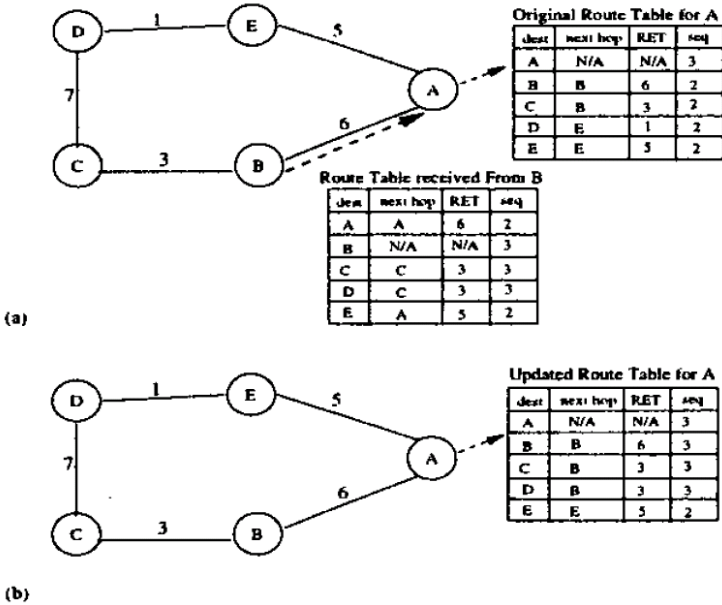 D 1 E 5 A
7 6
C 3 B
Original Route Table for A
dest next hop RET seq
A N/A N/A 3
B B 6 2
C B 3 2
D E 1 2
E E 5 2
Route Table received From B
dest next hop RET seq
A A 6 2
B N/A N/A 3
C C 3 3
D C 3 3
E A 5 2
(a)
D 1 E 5 A
7 6
C 3 B
Updated Route Table for A
dest next hop RET seq
A N/A N/A 3
B B 6 3
C B 3 3
D B 3 3
E E 5 2
(b)